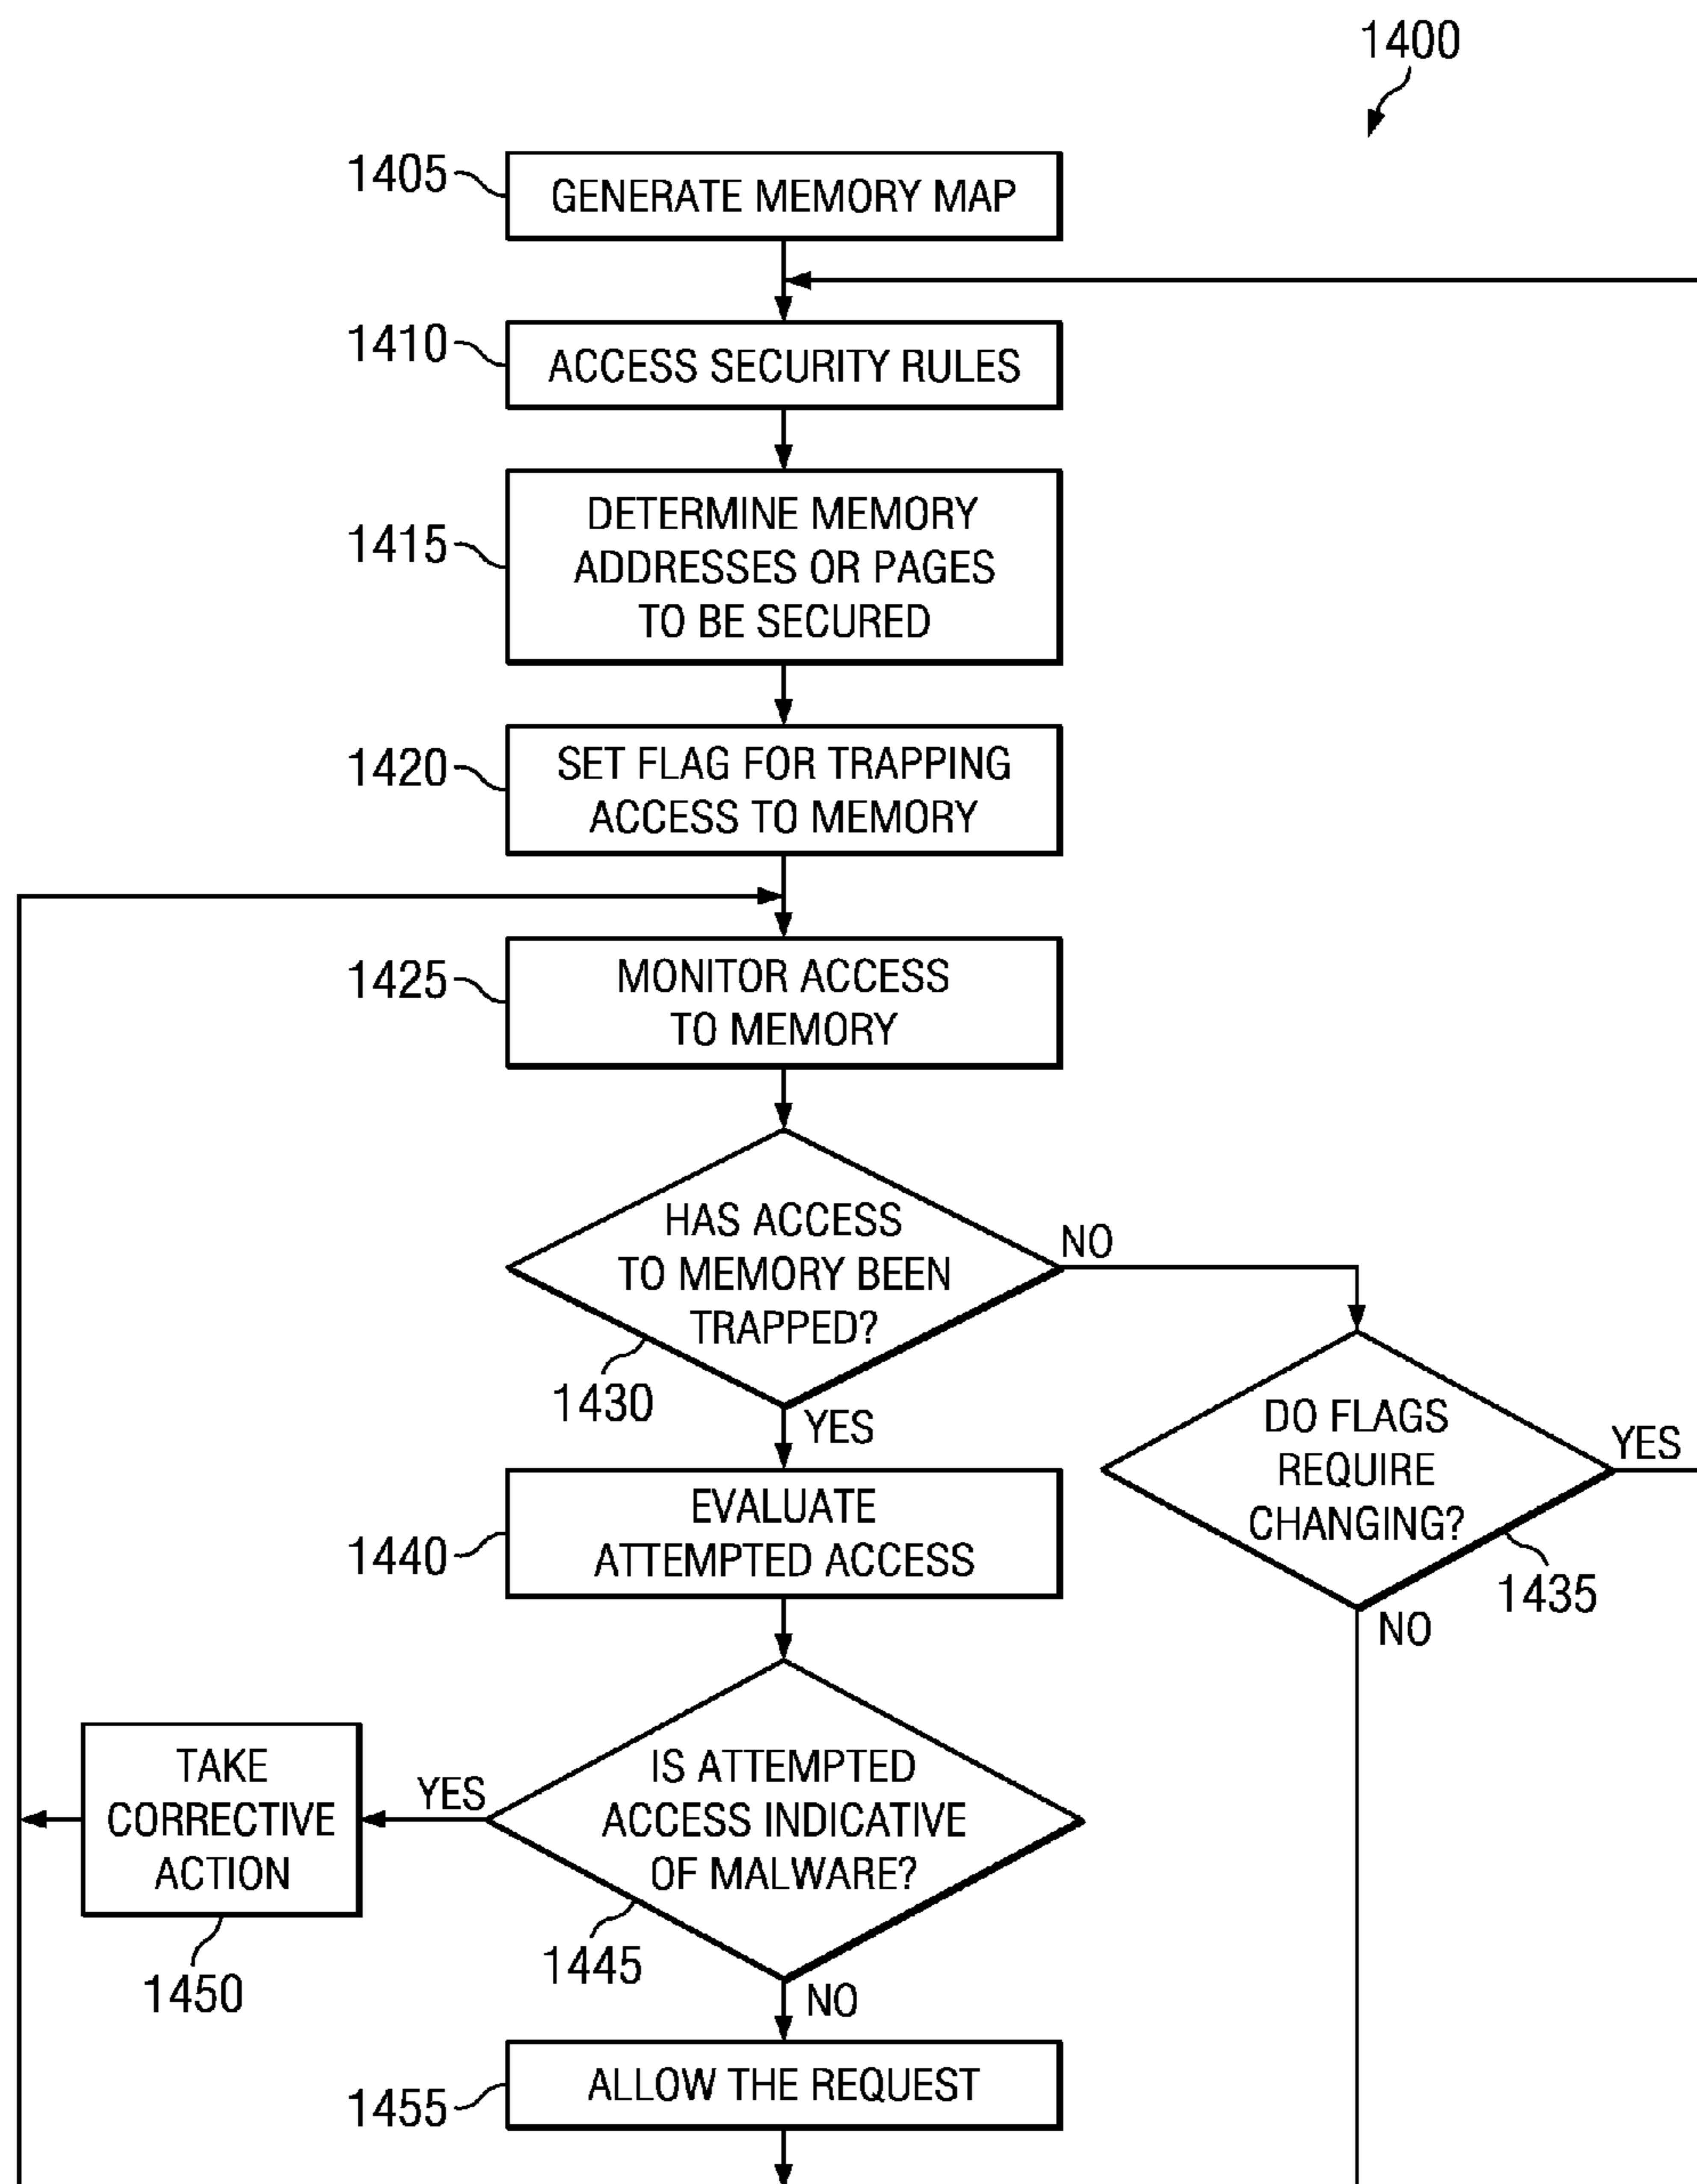 1400
1405
GENERATE MEMORY MAP
1410
ACCESS SECURITY RULES
1415
DETERMINE MEMORY
ADDRESSES OR PAGES
TO BE SECURED
1420
SET FLAG FOR TRAPPING
ACCESS TO MEMORY
1425
MONITOR ACCESS
TO MEMORY
HAS ACCESS
TO MEMORY BEEN
TRAPPED?
1430
NO
YES
DO FLAGS
REQUIRE
CHANGING?
1435
YES
NO
1440
EVALUATE
ATTEMPTED ACCESS
IS ATTEMPTED
ACCESS INDICATIVE
OF MALWARE?
1445
YES
TAKE
CORRECTIVE
ACTION
1450
NO
1455
ALLOW THE REQUEST